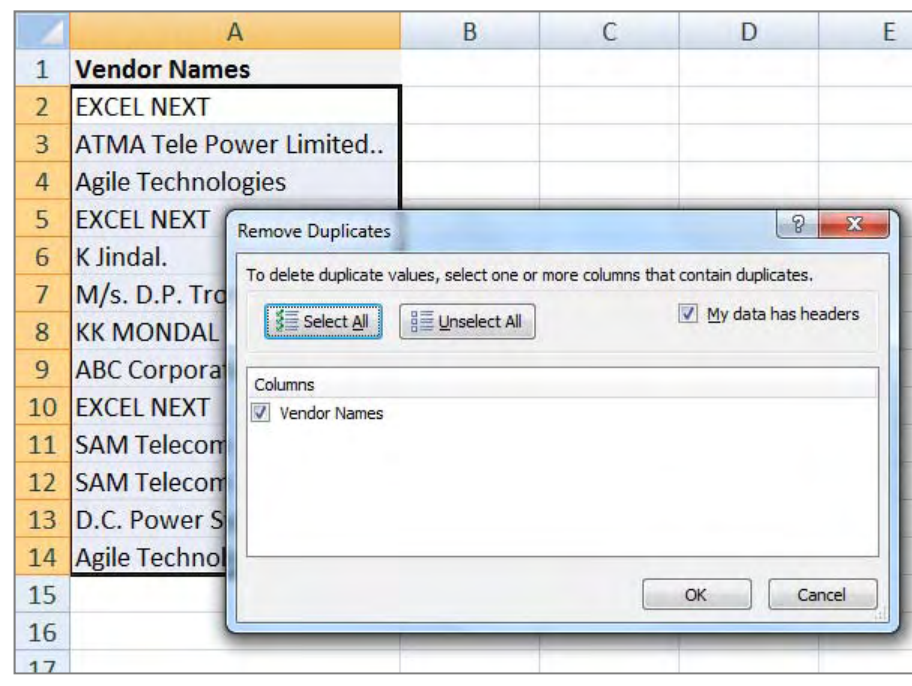 A B C D E
1 Vendor Names
2 EXCEL NEXT
3 ATMA Tele Power Limited..
4 Agile Technologies
5 EXCEL NEXT
6 K Jindal.
7 M/s. D.P. Tro
8 KK MONDAL
9 ABC Corporat
10 EXCEL NEXT
11 SAM Telecom
12 SAM Telecom
13 D.C. Power S
14 Agile Technol
15
16
17
Remove Duplicates
To delete duplicate values, select one or more columns that contain duplicates.
Select All Unselect All My data has headers
Columns
Vendor Names
OK Cancel